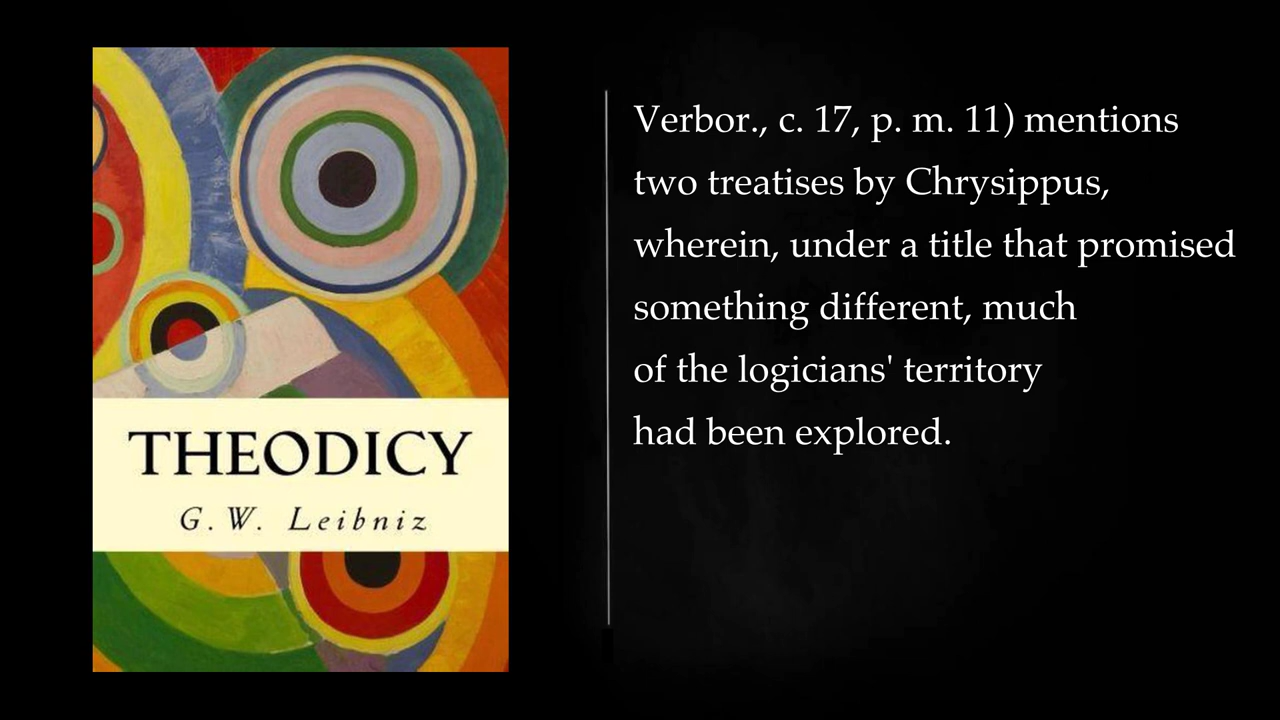 THEODICY
G. W. Leibniz
Verbor., c. 17, p. m. 11) mentions
two treatises by Chrysippus,
wherein, under a title that promised
something different, much
of the logicians' territory
had been explored.